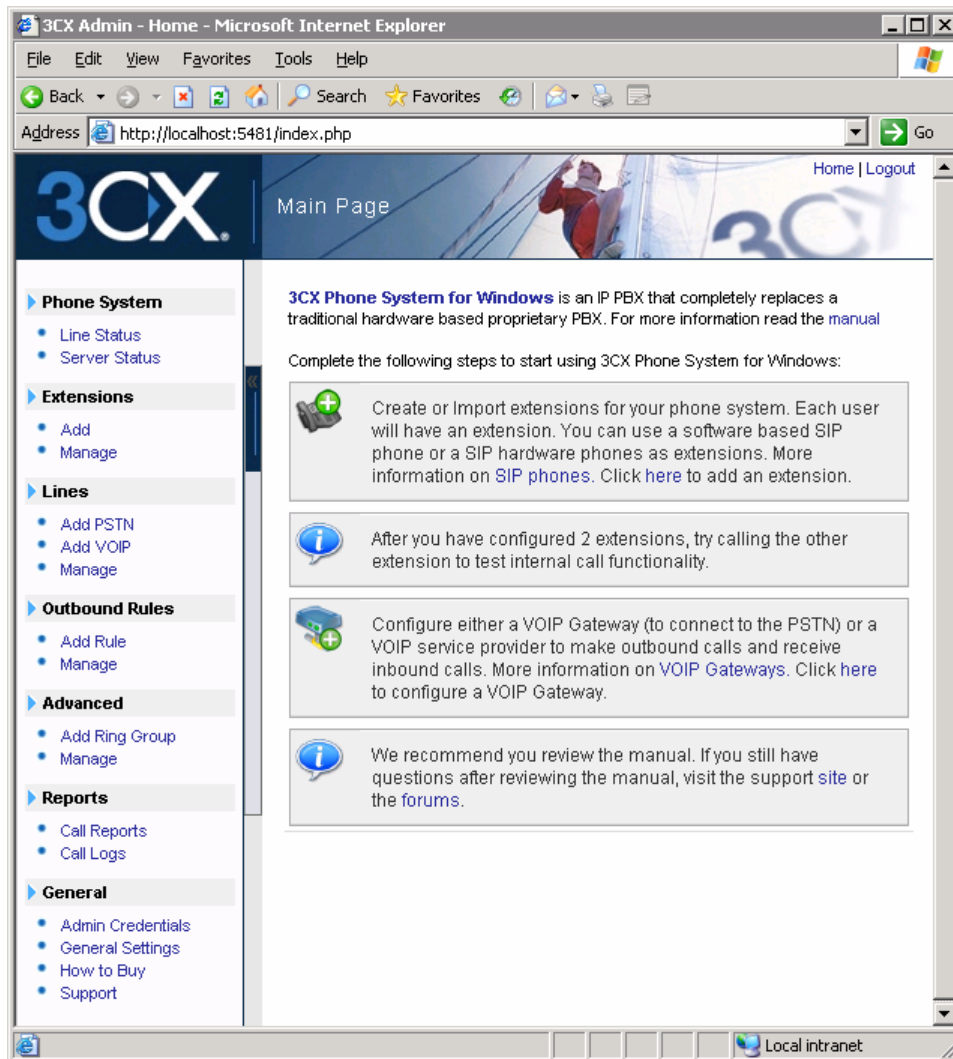 3CX Admin - Home - Microsoft Internet Explorer
File Edit View Favorites Tools Help
Back Search Favorites
Address http://localhost:5481/index.php Go
3CX®
Main Page
Home | Logout
3CX
Phone System
Line Status
Server Status
Extensions
Add
Manage
Lines
Add PSTN
Add VOIP
Manage
Outbound Rules
Add Rule
Manage
Advanced
Add Ring Group
Manage
Reports
Call Reports
Call Logs
General
Admin Credentials
General Settings
How to Buy
Support
3CX Phone System for Windows is an IP PBX that completely replaces a
traditional hardware based proprietary PBX. For more information read the manual
Complete the following steps to start using 3CX Phone System for Windows:
Create or Import extensions for your phone system. Each user
will have an extension. You can use a software based SIP
phone or a SIP hardware phones as extensions. More
information on SIP phones. Click here to add an extension.
After you have configured 2 extensions, try calling the other
extension to test internal call functionality.
Configure either a VOIP Gateway (to connect to the PSTN) or a
VOIP service provider to make outbound calls and receive
inbound calls. More information on VOIP Gateways. Click here
to configure a VOIP Gateway.
We recommend you review the manual. If you still have
questions after reviewing the manual, visit the support site or
the forums.
Local intranet